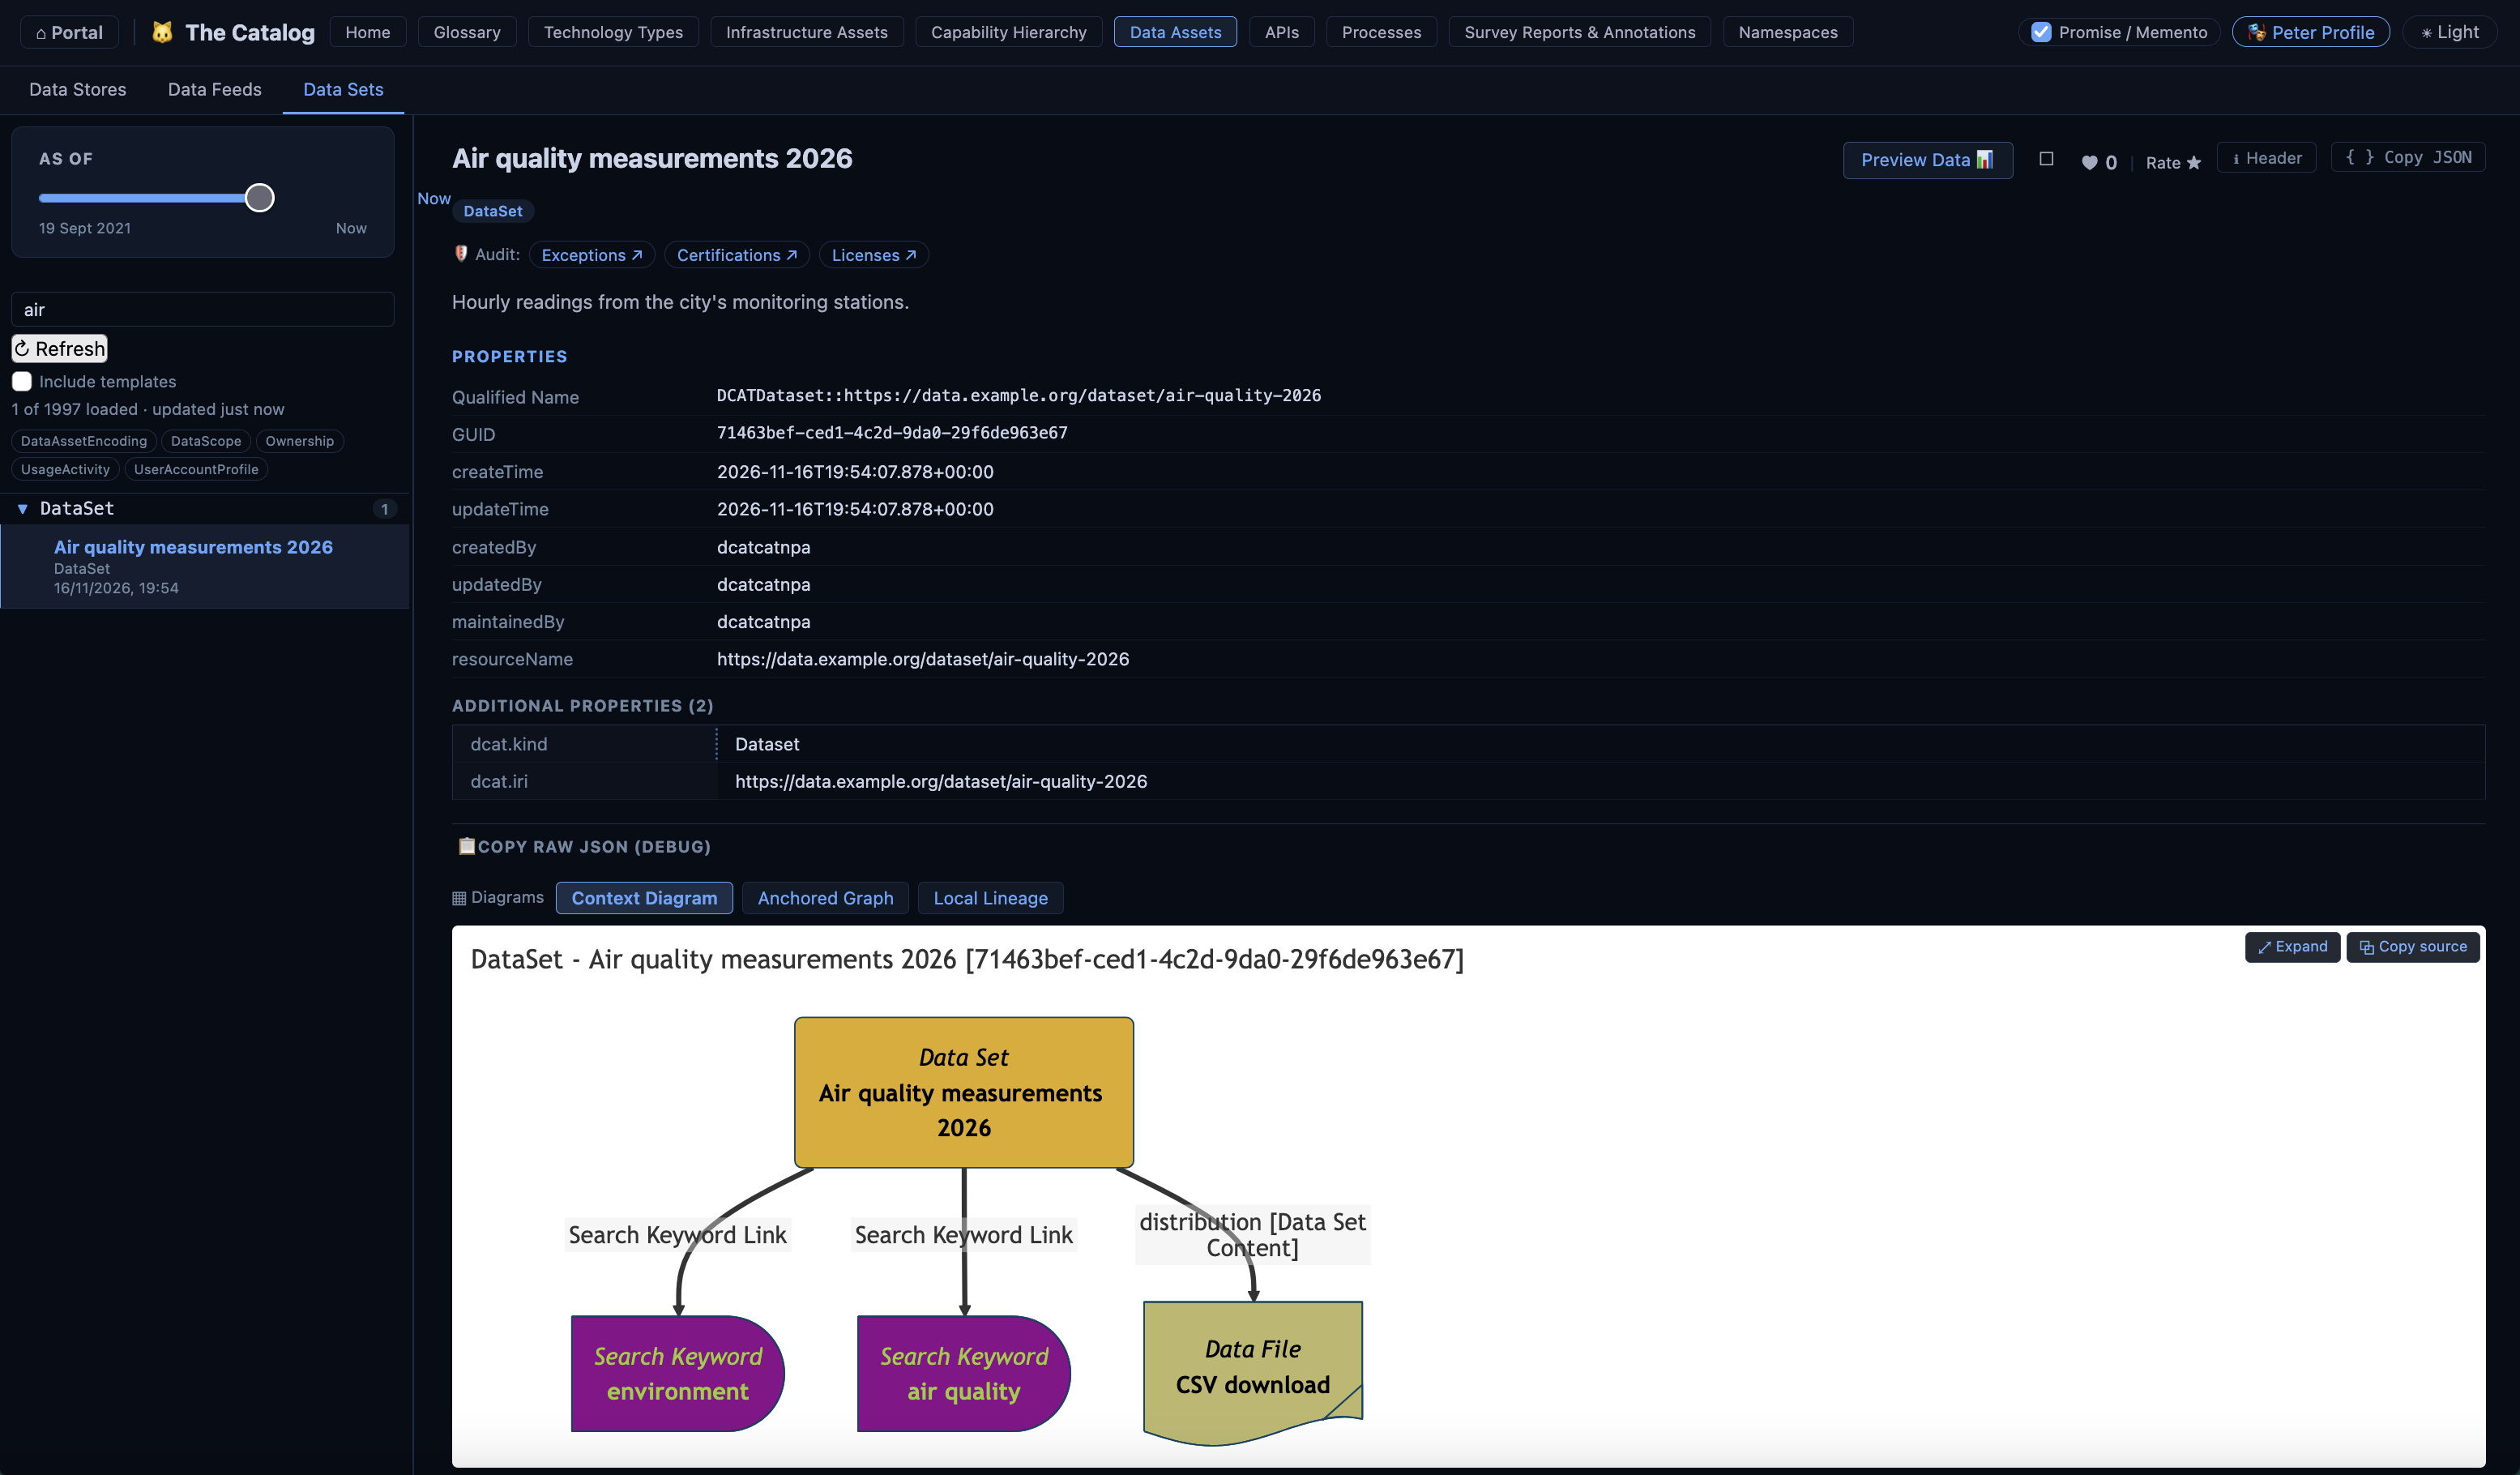 ⌂ Portal
The Catalog
Home
Glossary
Technology Types
Infrastructure Assets
Capability Hierarchy
Data Assets
APIs
Processes
Survey Reports & Annotations
Namespaces
Promise / Memento
Peter Profile
☀ Light
Data Stores
Data Feeds
Data Sets
AS OF
Now
19 Sept 2021
Now
air
↻ Refresh
Include templates
1 of 1997 loaded · updated just now
DataAssetEncoding
DataScope
Ownership
UsageActivity
UserAccountProfile
▼ DataSet
1
Air quality measurements 2026
DataSet
16/11/2026, 19:54
Air quality measurements 2026
Preview Data
♥ 0
Rate ★
ℹ Header
{ } Copy JSON
DataSet
Audit:
Exceptions ↗
Certifications ↗
Licenses ↗
Hourly readings from the city's monitoring stations.
PROPERTIES
Qualified Name
DCATDataset::https://data.example.org/dataset/air-quality-2026
GUID
71463bef-ced1-4c2d-9da0-29f6de963e67
createTime
2026-11-16T19:54:07.878+00:00
updateTime
2026-11-16T19:54:07.878+00:00
createdBy
dcatcatnpa
updatedBy
dcatcatnpa
maintainedBy
dcatcatnpa
resourceName
https://data.example.org/dataset/air-quality-2026
ADDITIONAL PROPERTIES (2)
dcat.kind
Dataset
dcat.iri
https://data.example.org/dataset/air-quality-2026
COPY RAW JSON (DEBUG)
▦ Diagrams
Context Diagram
Anchored Graph
Local Lineage
DataSet - Air quality measurements 2026 [71463bef-ced1-4c2d-9da0-29f6de963e67]
⤢ Expand
Copy source
Data Set
Air quality measurements
2026
Search Keyword Link
Search Keyword Link
distribution [Data Set
Content]
Search Keyword
environment
Search Keyword
air quality
Data File
CSV download